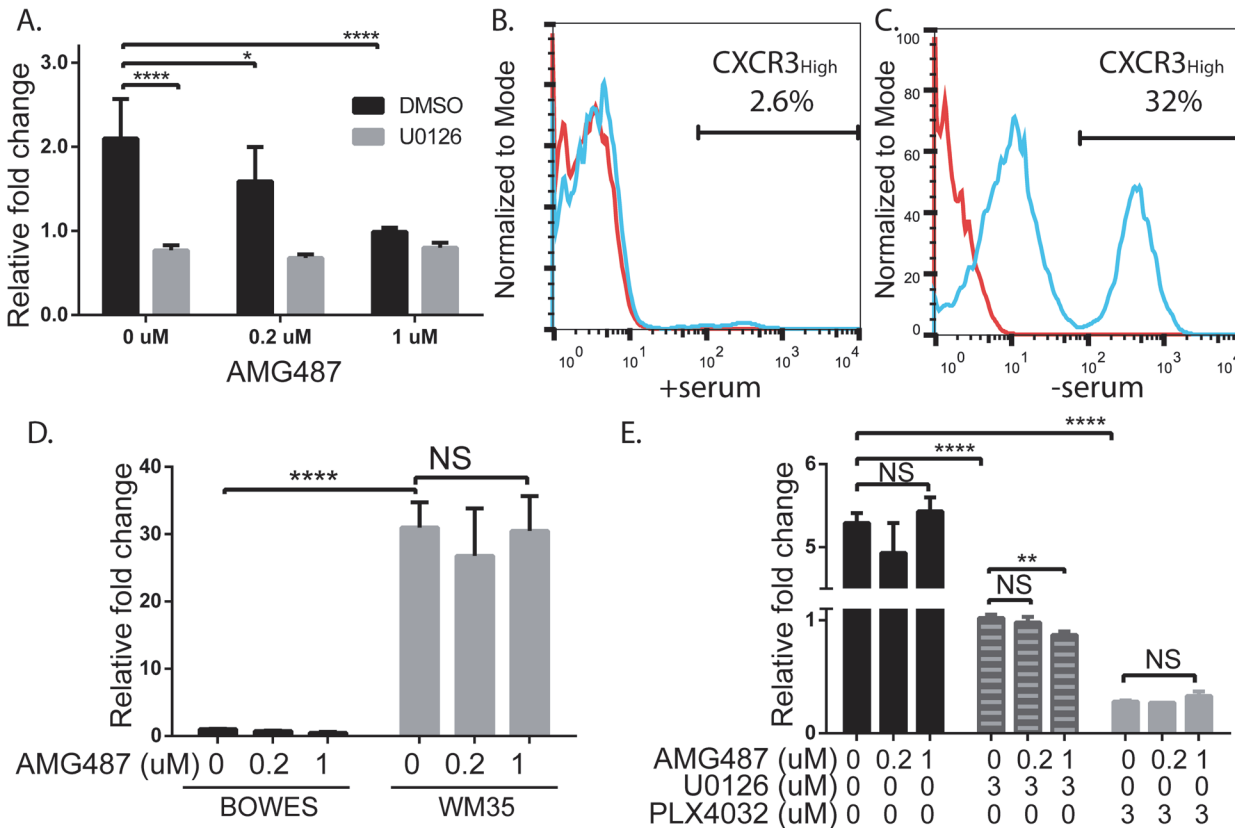 A.
****
*
****
3.0
2.0
1.0
0.0
Relative fold change
DMSO
U0126
0 uM 0.2 uM 1 uM
AMG487
B.
Normalized to Mode
CXCR3High
2.6%
10^0 10^1 10^2 10^3 10^4
+serum
C.
Normalized to Mode
100
80
60
40
20
0
CXCR3High
32%
10^0 10^1 10^2 10^3 10^4
-serum
D.
Relative fold change
40
30
20
10
0
****
NS
AMG487 (uM) 0 0.2 1 0 0.2 1
BOWES WM35
E.
Relative fold change
6
5
1
0
****
****
NS
**
NS
NS
AMG487 (uM) 0 0.2 1 0 0.2 1 0 0.2 1
U0126 (uM) 0 0 0 3 3 3 0 0 0
PLX4032 (uM) 0 0 0 0 0 0 3 3 3